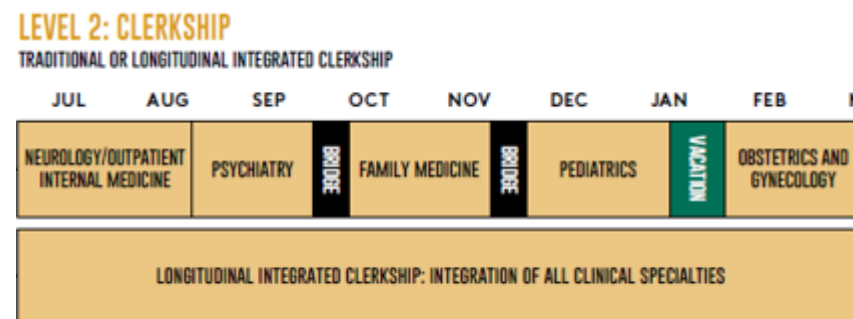 LEVEL 2: CLERKSHIP
TRADITIONAL OR LONGITUDINAL INTEGRATED CLERKSHIP
JUL AUG SEP OCT NOV DEC JAN FEB
NEUROLOGY/OUTPATIENT
INTERNAL MEDICINE
PSYCHIATRY
BRIDGE
FAMILY MEDICINE
BRIDGE
PEDIATRICS
VACATION
OBSTETRICS AND
GYNECOLOGY
LONGITUDINAL INTEGRATED CLERKSHIP: INTEGRATION OF ALL CLINICAL SPECIALTIES